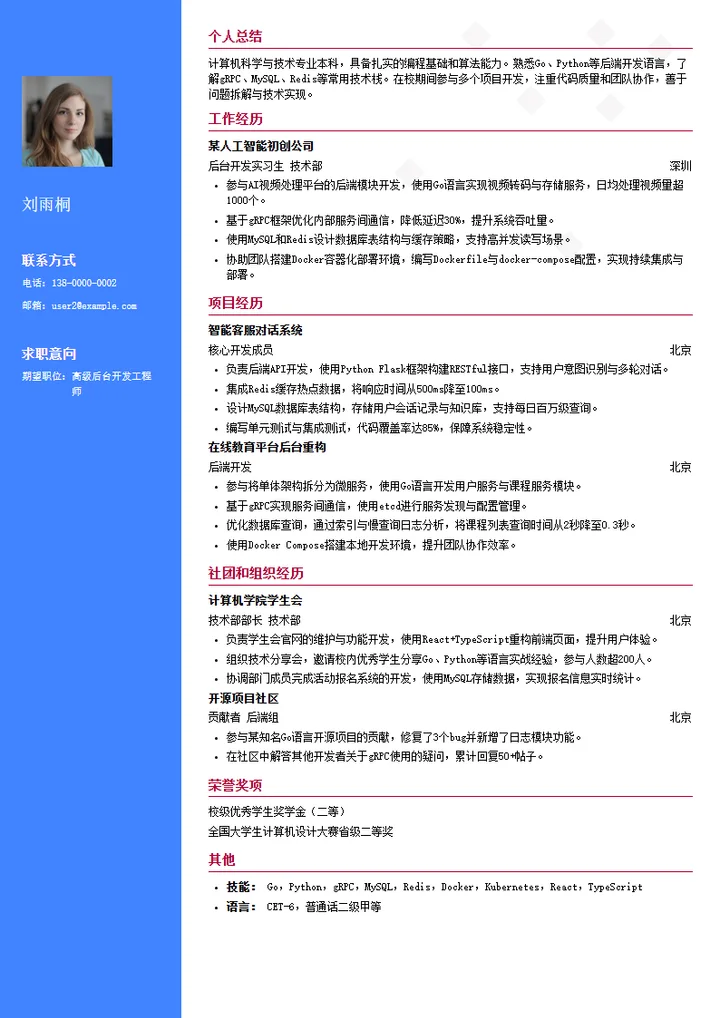 刘雨桐
联系方式
电话：138-0000-0002
邮箱：user2@example.com
求职意向
期望职位：高级后台开发工程
师
个人总结
计算机科学与技术专业本科，具备扎实的编程基础和算法能力。熟悉Go、Python等后端开发语言，了
解gRPC、MySQL、Redis等常用技术栈。在校期间参与多个项目开发，注重代码质量和团队协作，善于
问题拆解与技术实现。
工作经历
某人工智能初创公司
后台开发实习生 技术部 深圳
• 参与AI视频处理平台的后端模块开发，使用Go语言实现视频转码与存储服务，日均处理视频量超
1000个。
• 基于gRPC框架优化内部服务间通信，降低延迟30%，提升系统吞吐量。
• 使用MySQL和Redis设计数据库表结构与缓存策略，支持高并发读写场景。
• 协助团队搭建Docker容器化部署环境，编写Dockerfile与docker-compose配置，实现持续集成与
部署。
项目经历
智能客服对话系统
核心开发成员 北京
• 负责后端API开发，使用Python Flask框架构建RESTful接口，支持用户意图识别与多轮对话。
• 集成Redis缓存热点数据，将响应时间从500ms降至100ms。
• 设计MySQL数据库表结构，存储用户会话记录与知识库，支持每日百万级查询。
• 编写单元测试与集成测试，代码覆盖率达85%，保障系统稳定性。
在线教育平台后台重构
后端开发 北京
• 参与将单体架构拆分为微服务，使用Go语言开发用户服务与课程服务模块。
• 基于gRPC实现服务间通信，使用etcd进行服务发现与配置管理。
• 优化数据库查询，通过索引与慢查询日志分析，将课程列表查询时间从2秒降至0.3秒。
• 使用Docker Compose搭建本地开发环境，提升团队协作效率。
社团和组织经历
计算机学院学生会
技术部部长 技术部 北京
• 负责学生会官网的维护与功能开发，使用React+TypeScript重构前端页面，提升用户体验。
• 组织技术分享会，邀请校内优秀学生分享Go、Python等语言实战经验，参与人数超200人。
• 协调部门成员完成活动报名系统的开发，使用MySQL存储数据，实现报名信息实时统计。
开源项目社区
贡献者 后端组 北京
• 参与某知名Go语言开源项目的贡献，修复了3个bug并新增了日志模块功能。
• 在社区中解答其他开发者关于gRPC使用的疑问，累计回复50+帖子。
荣誉奖项
校级优秀学生奖学金（二等）
全国大学生计算机设计大赛省级二等奖
其他
• 技能： Go，Python，gRPC，MySQL，Redis，Docker，Kubernetes，React，TypeScript
• 语言： CET-6，普通话二级甲等